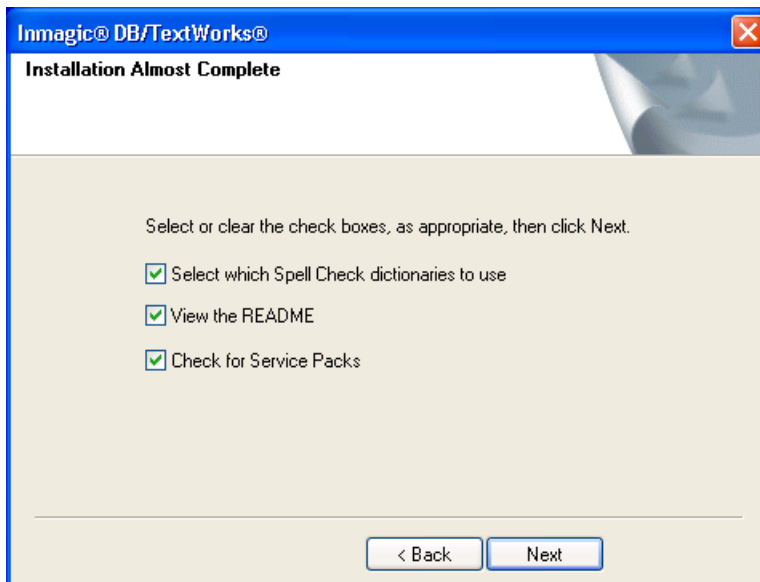 Inmagic® DB/TextWorks®
Installation Almost Complete
Select or clear the check boxes, as appropriate, then click Next.
Select which Spell Check dictionaries to use
View the README
Check for Service Packs
< Back Next